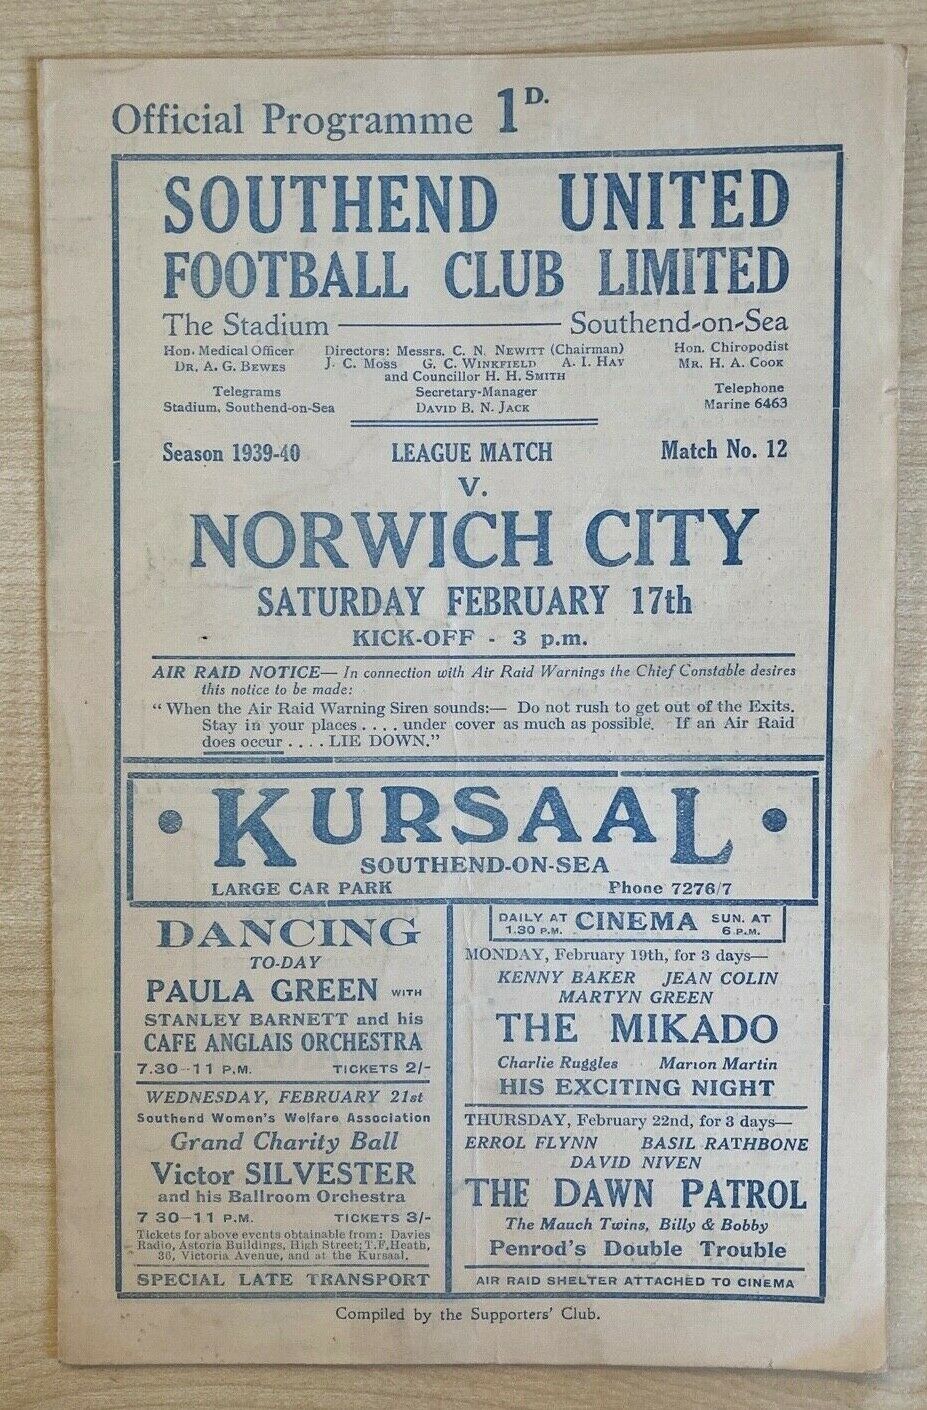 Official Programme 1D.
SOUTHEND UNITED
FOOTBALL CLUB LIMITED
The Stadium Southend-on-Sea
Hon. Medical Officer
DR. A. G. BEWES
Directors: Messrs. C. N. NEWITT (Chairman)
J. C. MOSS G. C. WINKFIELD A. I. HAY
and Councillor H. H. SMITH
Hon. Chiropodist
MR. H. A. COOK
Telegrams
Stadium, Southend-on-Sea
Secretary-Manager
DAVID B. N. JACK
Telephone
Marine 6463
Season 1939-40 LEAGUE MATCH Match No. 12
V.
NORWICH CITY
SATURDAY FEBRUARY 17th
KICK-OFF - 3 p.m.
AIR RAID NOTICE— In connection with Air Raid Warnings the Chief Constable desires
this notice to be made:
"When the Air Raid Warning Siren sounds:— Do not rush to get out of the Exits.
Stay in your places .... under cover as much as possible. If an Air Raid
does occur .... LIE DOWN."
KURSAAL
SOUTHEND-ON-SEA
LARGE CAR PARK Phone 7276/7
DANCING
TO-DAY
PAULA GREEN WITH
STANLEY BARNETT and his
CAFE ANGLAIS ORCHESTRA
7.30-11 P.M. TICKETS 2/-
WEDNESDAY, FEBRUARY 21st
Southend Women's Welfare Association
Grand Charity Ball
Victor SILVESTER
and his Ballroom Orchestra
7 30-11 P.M. TICKETS 3/-
Tickets for above events obtainable from: Davies
Radio, Astoria Buildings, High Street; T.F.Heath,
36, Victoria Avenue, and at the Kursaal.
SPECIAL LATE TRANSPORT
DAILY AT 1.30 P.M. CINEMA SUN. AT 6 P.M.
MONDAY, February 19th, for 3 days—
KENNY BAKER JEAN COLIN
MARTYN GREEN
THE MIKADO
Charlie Ruggles Marion Martin
HIS EXCITING NIGHT
THURSDAY, February 22nd, for 3 days—
ERROL FLYNN BASIL RATHBONE
DAVID NIVEN
THE DAWN PATROL
The Mauch Twins, Billy & Bobby
Penrod's Double Trouble
AIR RAID SHELTER ATTACHED TO CINEMA
Compiled by the Supporters' Club.